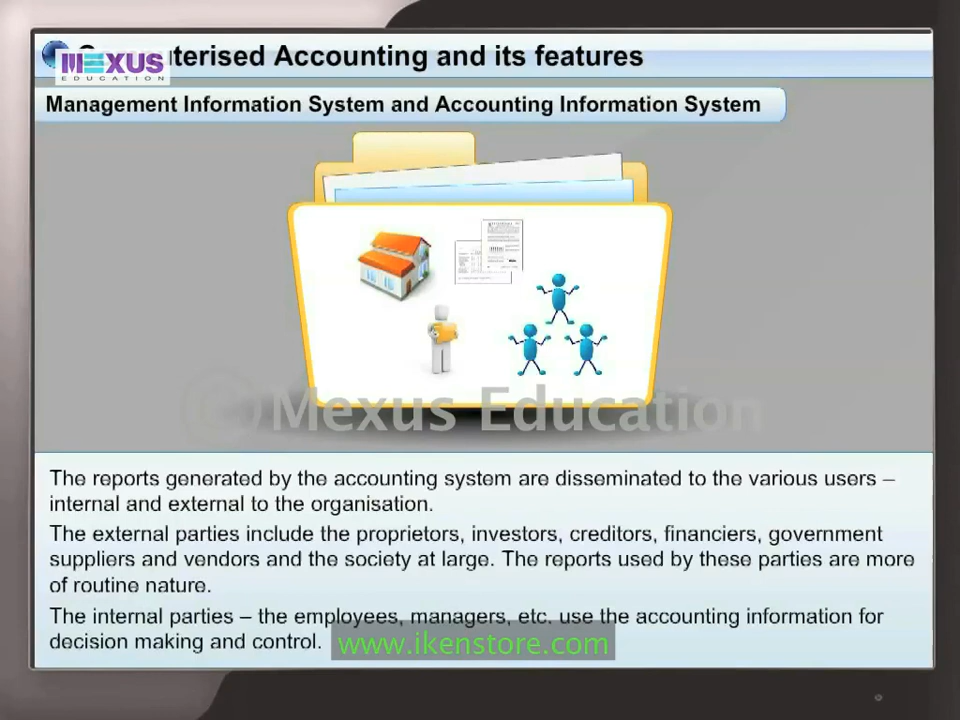 Computerised Accounting and its features
MEXUS
EDUCATION
Management Information System and Accounting Information System
© Mexus Education
The reports generated by the accounting system are disseminated to the various users –
internal and external to the organisation.
The external parties include the proprietors, investors, creditors, financiers, government
suppliers and vendors and the society at large. The reports used by these parties are more
of routine nature.
The internal parties – the employees, managers, etc. use the accounting information for
decision making and control.
www.ikenstore.com